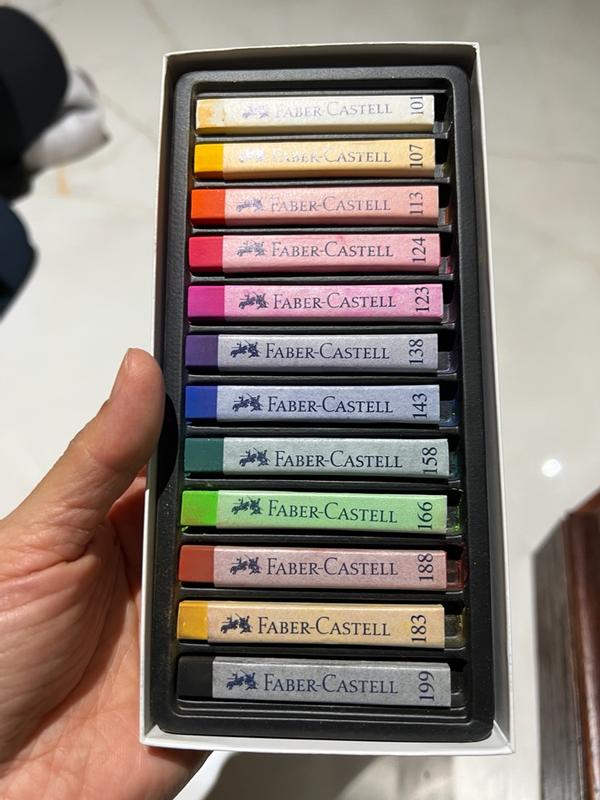 FABER-CASTELL 101
FABER-CASTELL 107
FABER-CASTELL 113
FABER-CASTELL 124
FABER-CASTELL 123
FABER-CASTELL 138
FABER-CASTELL 143
FABER-CASTELL 158
FABER-CASTELL 166
FABER-CASTELL 188
FABER-CASTELL 183
FABER-CASTELL 199